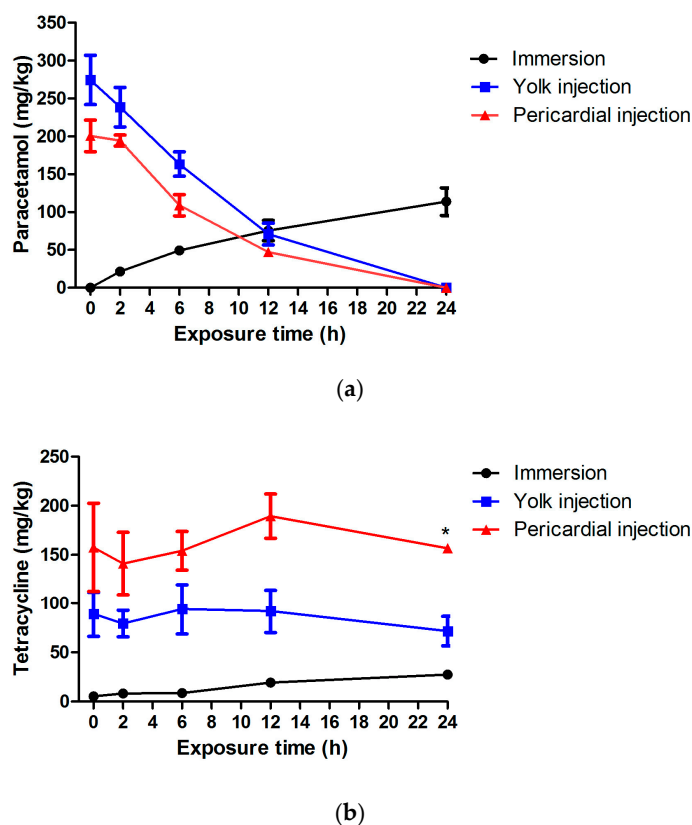 Paracetamol (mg/kg)
350
300
250
200
150
100
50
0
0 2 4 6 8 10 12 14 16 18 20 22 24
Exposure time (h)
Immersion
Yolk injection
Pericardial injection
(a)
Tetracycline (mg/kg)
250
200
150
100
50
0
*
0 2 4 6 8 10 12 14 16 18 20 22 24
Exposure time (h)
Immersion
Yolk injection
Pericardial injection
(b)